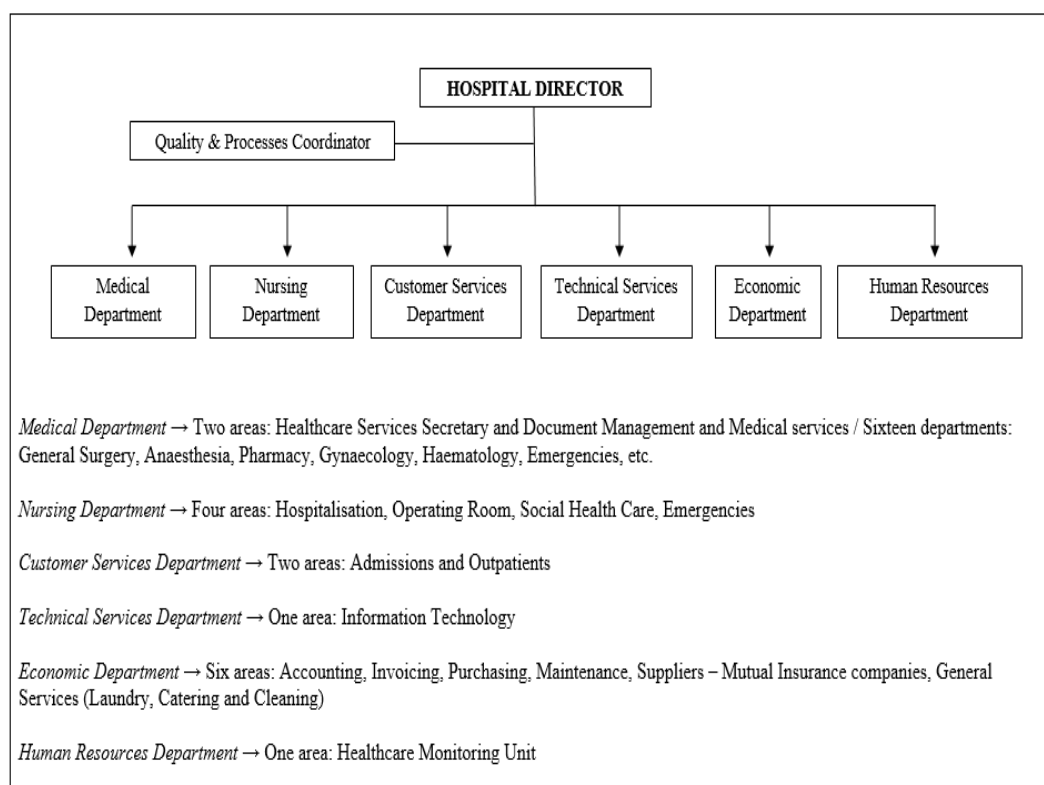 HOSPITAL DIRECTOR
Quality & Processes Coordinator
Medical
Department
Nursing
Department
Customer Services
Department
Technical Services
Department
Economic
Department
Human Resources
Department
Medical Department → Two areas: Healthcare Services Secretary and Document Management and Medical services / Sixteen departments:
General Surgery, Anaesthesia, Pharmacy, Gynaecology, Haematology, Emergencies, etc.
Nursing Department → Four areas: Hospitalisation, Operating Room, Social Health Care, Emergencies
Customer Services Department → Two areas: Admissions and Outpatients
Technical Services Department → One area: Information Technology
Economic Department → Six areas: Accounting, Invoicing, Purchasing, Maintenance, Suppliers – Mutual Insurance companies, General
Services (Laundry, Catering and Cleaning)
Human Resources Department → One area: Healthcare Monitoring Unit